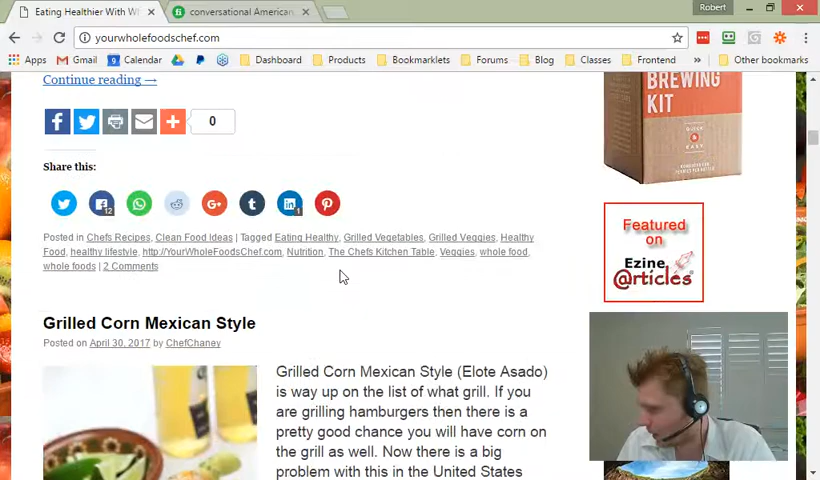 Eating Healthier With W
conversational American
Robert
yourwholefoodschef.com
Apps
Gmail
Calendar
Dashboard
Products
Bookmarklets
Forums
Blog
Classes
Frontend
Other bookmarks
Continue reading →
0
Share this:
12
1
Posted in Chefs Recipes, Clean Food Ideas | Tagged Eating Healthy, Grilled Vegetables, Grilled Veggies, Healthy
Food, healthy lifestyle, http://YourWholeFoodsChef.com, Nutrition, The Chefs Kitchen Table, Veggies, whole food,
whole foods | 2 Comments
Grilled Corn Mexican Style
Posted on April 30, 2017 by ChefChaney
Grilled Corn Mexican Style (Elote Asado)
is way up on the list of what grill. If you
are grilling hamburgers then there is a
pretty good chance you will have corn on
the grill as well. Now there is a big
problem with this in the United States
BREWING
KIT
Featured
on
Ezine
@rticles